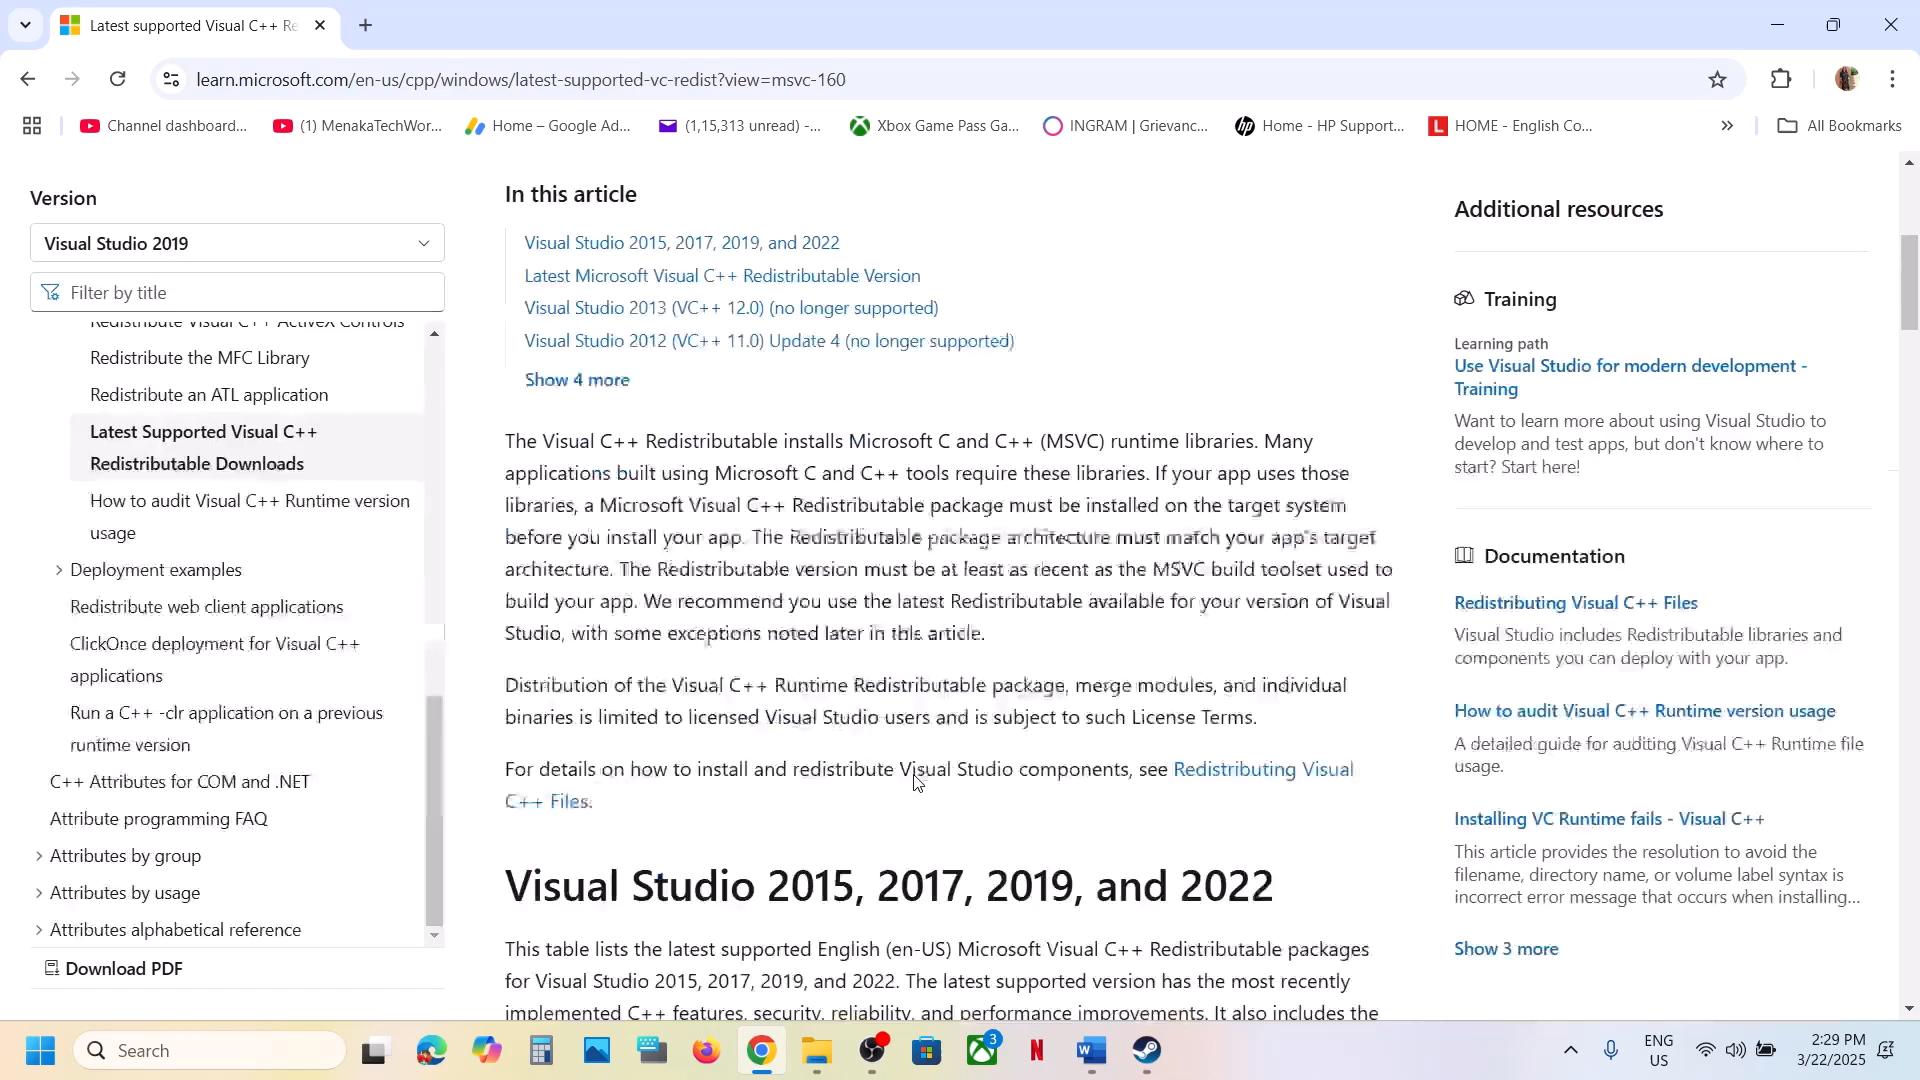 Latest supported Visual C++ Re
learn.microsoft.com/en-us/cpp/windows/latest-supported-vc-redist?view=msvc-160
Channel dashboard...
(1) MenakaTechWor...
Home – Google Ad...
(1,15,313 unread) -...
Xbox Game Pass Ga...
INGRAM | Grievanc...
Home - HP Support...
HOME - English Co...
All Bookmarks
Version
Visual Studio 2019
Filter by title
Redistribute Visual C++ ActiveX Controls
Redistribute the MFC Library
Redistribute an ATL application
Latest Supported Visual C++
Redistributable Downloads
How to audit Visual C++ Runtime version
usage
Deployment examples
Redistribute web client applications
ClickOnce deployment for Visual C++
applications
Run a C++ -clr application on a previous
runtime version
C++ Attributes for COM and .NET
Attribute programming FAQ
Attributes by group
Attributes by usage
Attributes alphabetical reference
Download PDF
In this article
Visual Studio 2015, 2017, 2019, and 2022
Latest Microsoft Visual C++ Redistributable Version
Visual Studio 2013 (VC++ 12.0) (no longer supported)
Visual Studio 2012 (VC++ 11.0) Update 4 (no longer supported)
Show 4 more
The Visual C++ Redistributable installs Microsoft C and C++ (MSVC) runtime libraries. Many
applications built using Microsoft C and C++ tools require these libraries. If your app uses those
libraries, a Microsoft Visual C++ Redistributable package must be installed on the target system
before you install your app. The Redistributable package architecture must match your app's target
architecture. The Redistributable version must be at least as recent as the MSVC build toolset used to
build your app. We recommend you use the latest Redistributable available for your version of Visual
Studio, with some exceptions noted later in this article.
Distribution of the Visual C++ Runtime Redistributable package, merge modules, and individual
binaries is limited to licensed Visual Studio users and is subject to such License Terms.
For details on how to install and redistribute Visual Studio components, see Redistributing Visual
C++ Files.
Visual Studio 2015, 2017, 2019, and 2022
This table lists the latest supported English (en-US) Microsoft Visual C++ Redistributable packages
for Visual Studio 2015, 2017, 2019, and 2022. The latest supported version has the most recently
implemented C++ features, security, reliability, and performance improvements. It also includes the
Additional resources
Training
Learning path
Use Visual Studio for modern development -
Training
Want to learn more about using Visual Studio to
develop and test apps, but don't know where to
start? Start here!
Documentation
Redistributing Visual C++ Files
Visual Studio includes Redistributable libraries and
components you can deploy with your app.
How to audit Visual C++ Runtime version usage
A detailed guide for auditing Visual C++ Runtime file
usage.
Installing VC Runtime fails - Visual C++
This article provides the resolution to avoid the
filename, directory name, or volume label syntax is
incorrect error message that occurs when installing...
Show 3 more
Search
3
ENG
US
2:29 PM
3/22/2025